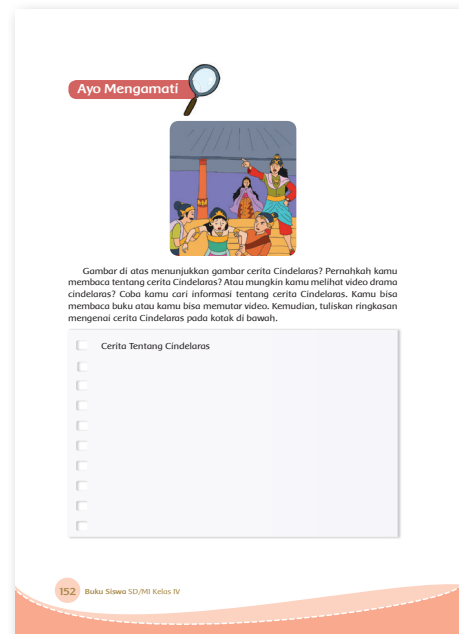 Ayo Mengamati
Gambar di atas menunjukkan gambar cerita Cindelaras? Pernahkah kamu
membaca tentang cerita Cindelaras? Atau mungkin kamu melihat video drama
cindelaras? Coba kamu cari informasi tentang cerita Cindelaras. Kamu bisa
membaca buku atau kamu bisa memutar video. Kemudian, tuliskan ringkasan
mengenai cerita Cindelaras pada kotak di bawah.
Cerita Tentang Cindelaras
152 Buku Siswa SD/MI Kelas IV